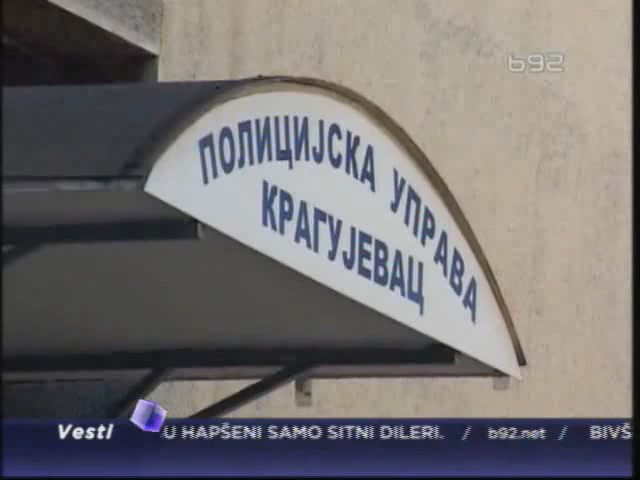 b92
ПОЛИЦИЈСКА УПРАВА
КРАГУЈЕВАЦ
Vesti
U HAPŠENI SAMO SITNI DILERI. / b92.net / BIVŠ